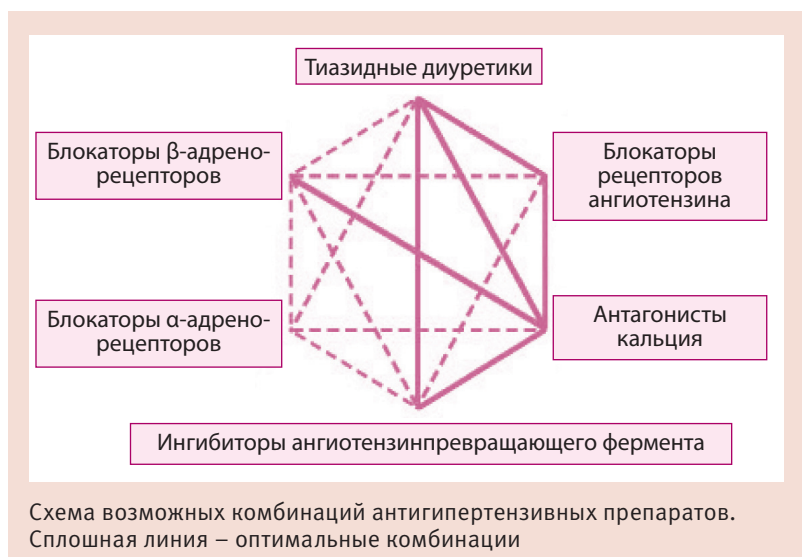 Тиазидные диуретики
Блокаторы β-адрено-
рецепторов
Блокаторы
рецепторов
ангиотензина
Блокаторы α-адрено-
рецепторов
Антагонисты
кальция
Ингибиторы ангиотензинпревращающего фермента
Схема возможных комбинаций антигипертензивных препаратов.
Сплошная линия – оптимальные комбинации